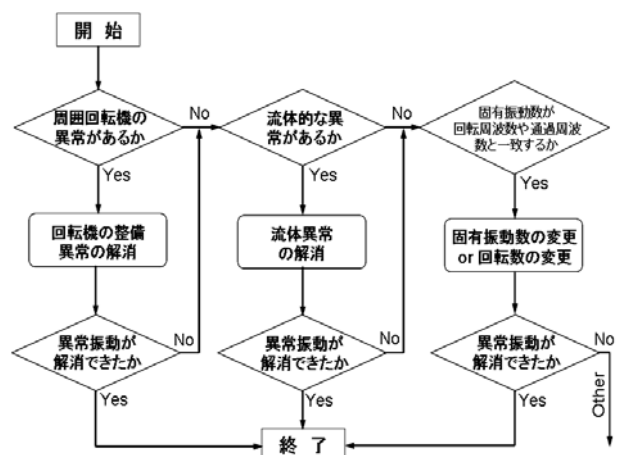 開 始
周囲回転機の
異常があるか
No
Yes
回転機の整備
異常の解消
異常振動が
解消できたか
No
Yes
流体的な異
常があるか
No
Yes
流体異常
の解消
異常振動が
解消できたか
No
Yes
固有振動数が
回転周波数や通過周波
数と一致するか
Yes
固有振動数の変更
or 回転数の変更
異常振動が
解消できたか
No
Other
Yes
終 了